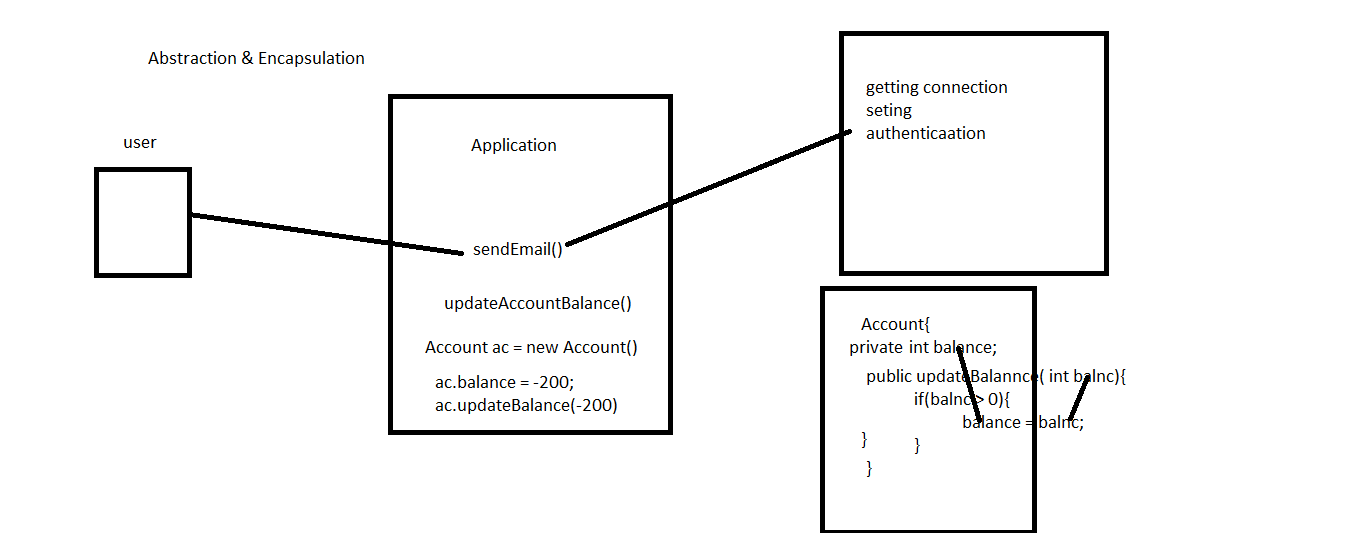 Abstraction & Encapsulation
user
Application
sendEmail()
updateAccountBalance()
Account ac = new Account()
ac.balance = -200;
ac.updateBalance(-200)
getting connection
seting
authenticaation
Account{
private int balance;
public updateBalannce( int balnc){
if(balnc > 0){
balance = balnc;
}
}
}